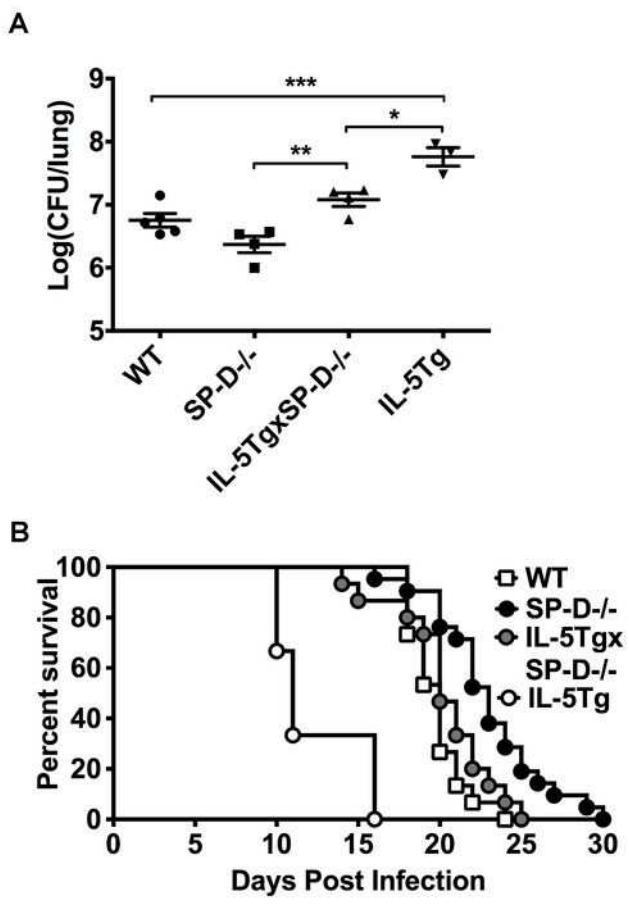 A
Log(CFU/lung)
9
8
7
6
5
***
**
*
WT
SP-D-/-
IL-5TgxSP-D-/-
IL-5Tg
B
Percent survival
100
80
60
40
20
0
WT
SP-D-/-
IL-5Tgx
SP-D-/-
IL-5Tg
0 5 10 15 20 25 30
Days Post Infection